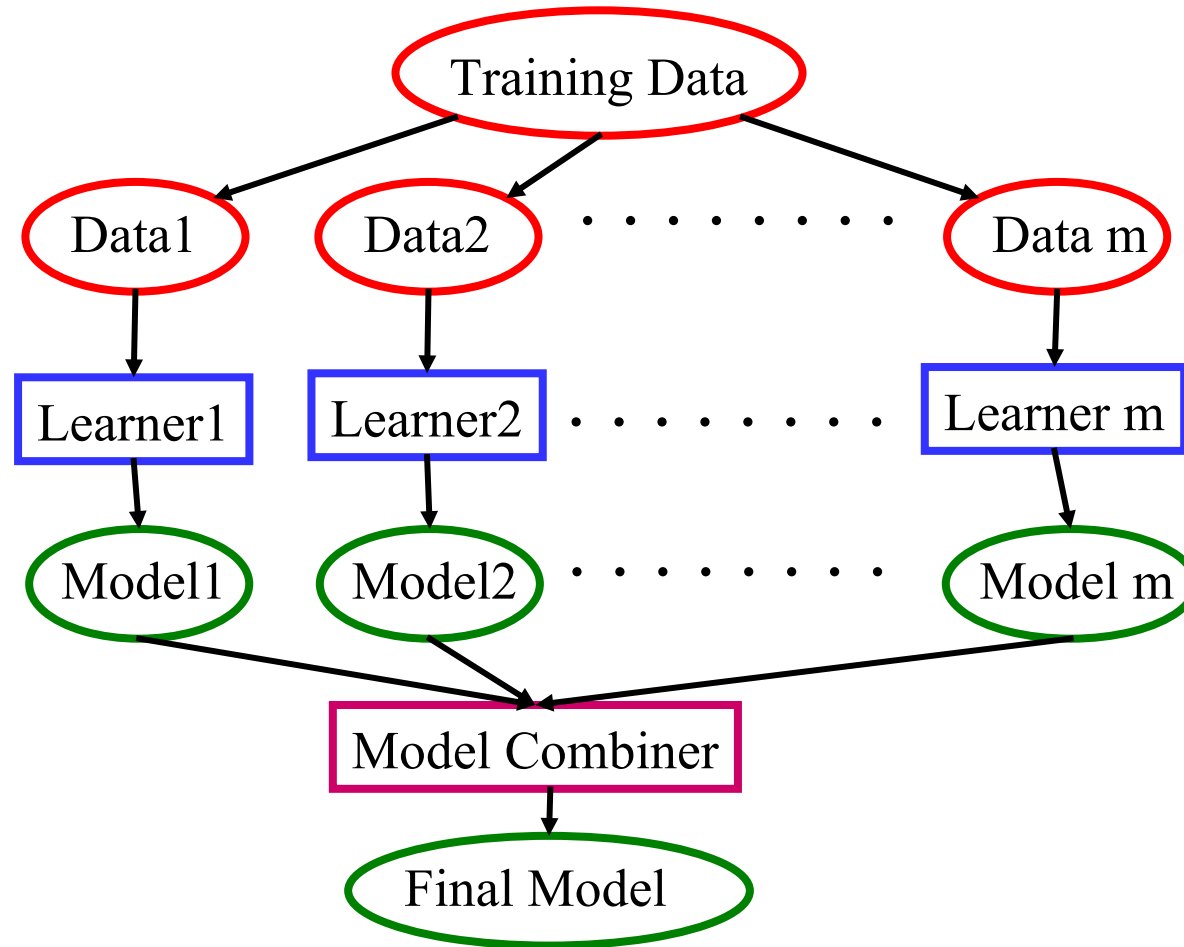 Training Data
Data1
Data2
. . . . . . . .
Data m
Learner1
Learner2
. . . . . . . .
Learner m
Model1
Model2
. . . . . . . .
Model m
Model Combiner
Final Model